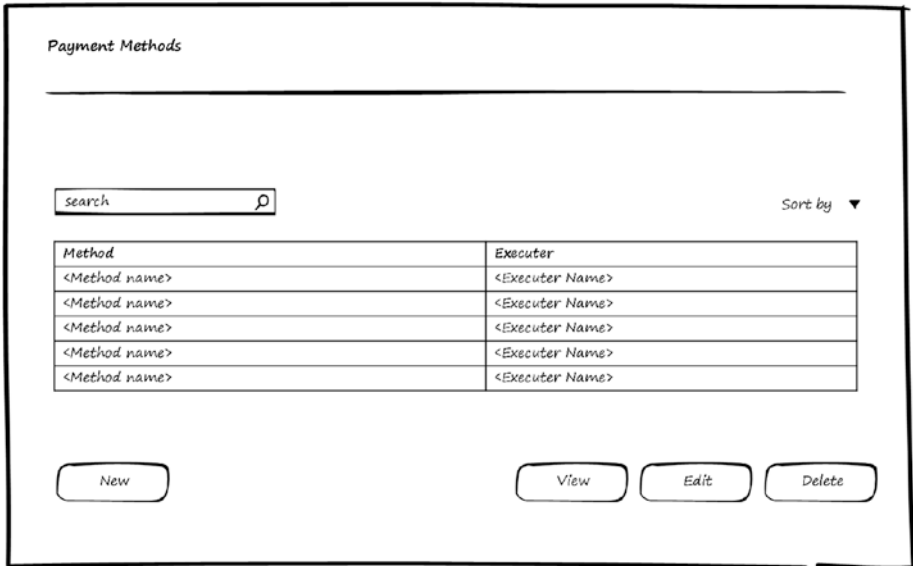 Payment Methods
search
Sort by
Method Executer
<Method name> <Executer Name>
<Method name> <Executer Name>
<Method name> <Executer Name>
<Method name> <Executer Name>
<Method name> <Executer Name>
New View Edit Delete